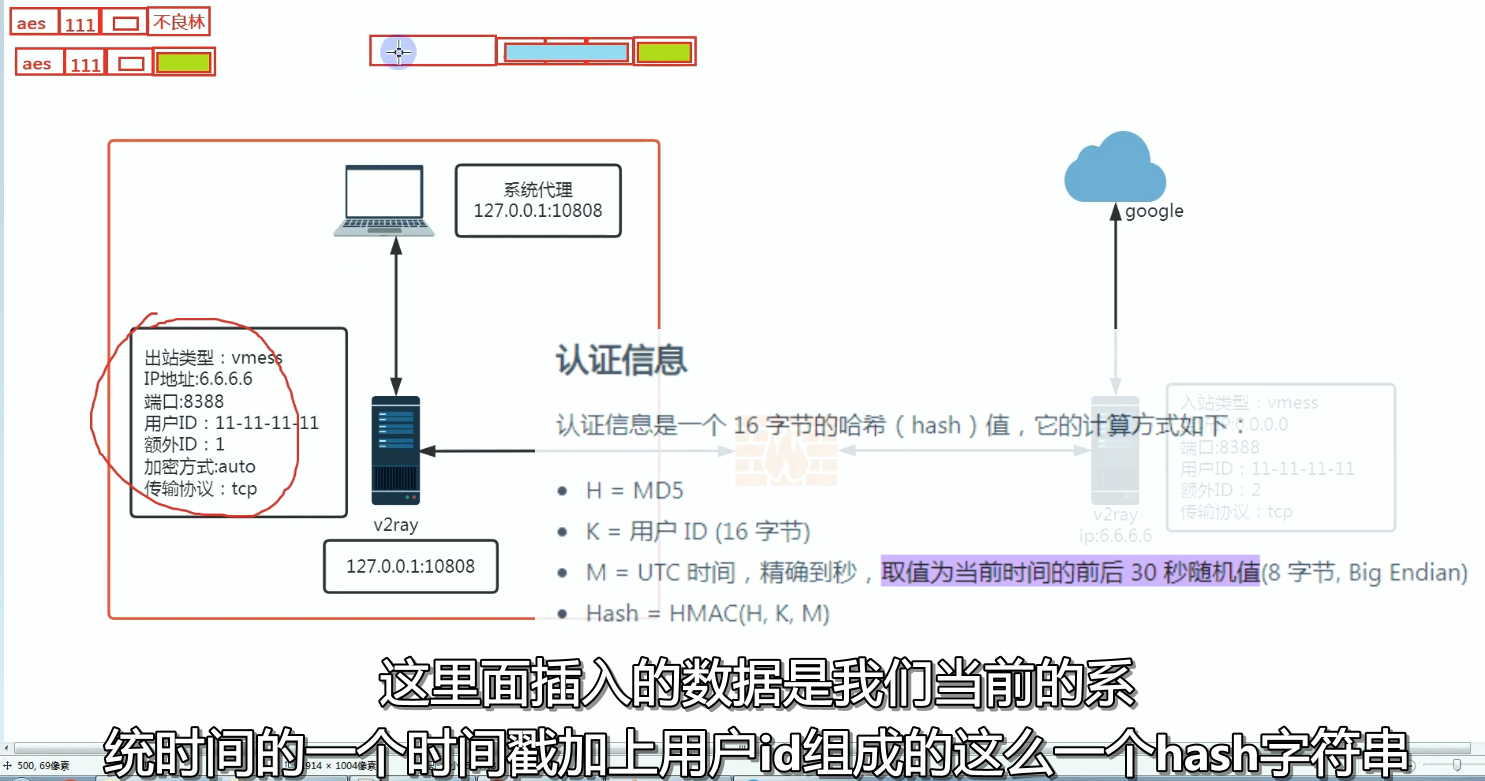 aes 111 不良林
aes 111
系统代理
127.0.0.1:10808
google
出站类型：vmess
IP地址:6.6.6.6
端口:8388
用户ID：11-11-11-11
额外ID：1
加密方式:auto
传输协议：tcp
v2ray
127.0.0.1:10808
认证信息
认证信息是一个 16 字节的哈希（hash）值，它的计算方式如下：
H = MD5
K = 用户 ID (16 字节)
M = UTC 时间，精确到秒，取值为当前时间的前后 30 秒随机值(8 字节, Big Endian)
Hash = HMAC(H, K, M)
入站类型：vmess
0.0.0
端口:8388
用户ID：11-11-11-11
额外ID：2
传输协议：tcp
v2ray
ip:6.6.6.6
这里面插入的数据是我们当前的系
统时间的一个时间戳加上用户id组成的这么一个hash字符串
500, 69像素
914 × 1004像素